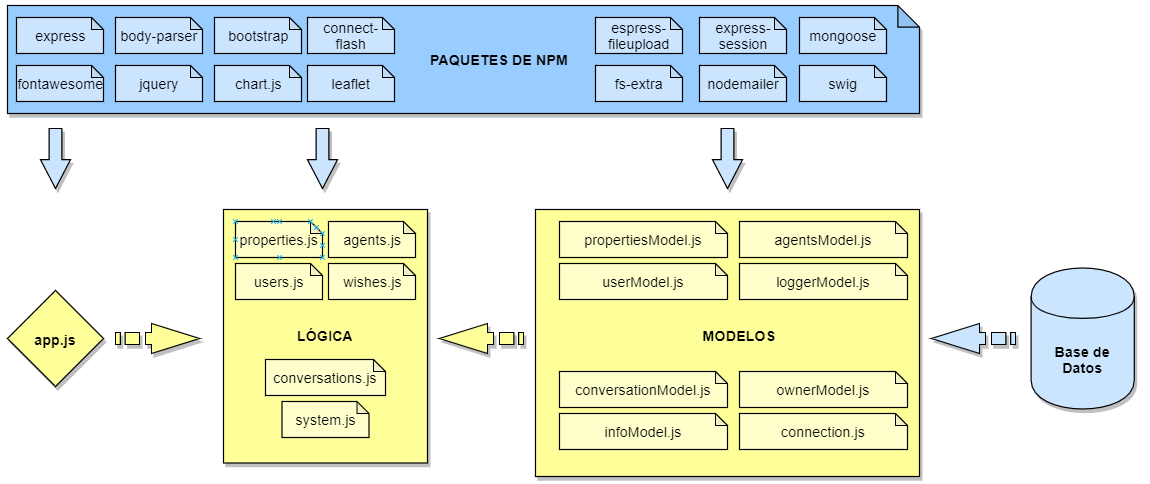 express
body-parser
bootstrap
connect-
flash
espress-
fileupload
express-
session
mongoose
PAQUETES DE NPM
fontawesome
jquery
chart.js
leaflet
fs-extra
nodemailer
swig
properties.js
agents.js
users.js
wishes.js
LÓGICA
conversations.js
system.js
propertiesModel.js
agentsModel.js
userModel.js
loggerModel.js
MODELOS
conversationModel.js
ownerModel.js
infoModel.js
connection.js
app.js
Base de
Datos